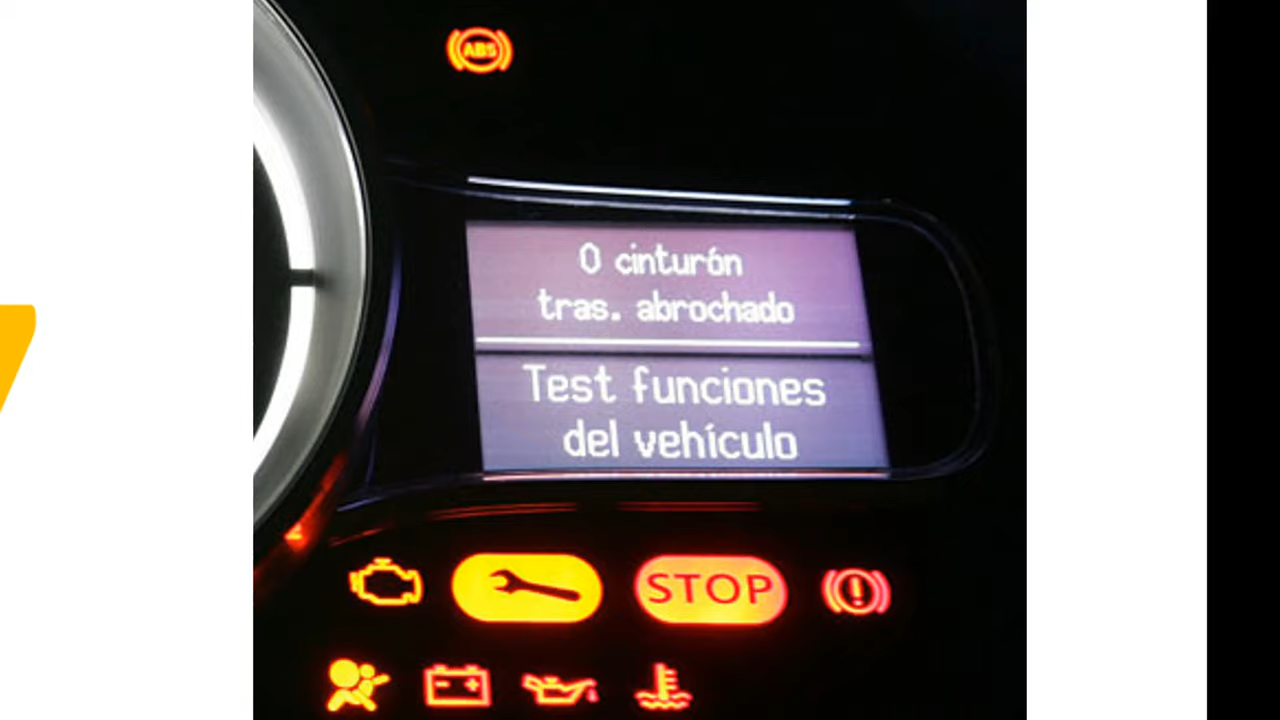 ABS
0 cinturón
tras. abrochado
Test funciones
del vehículo
STOP